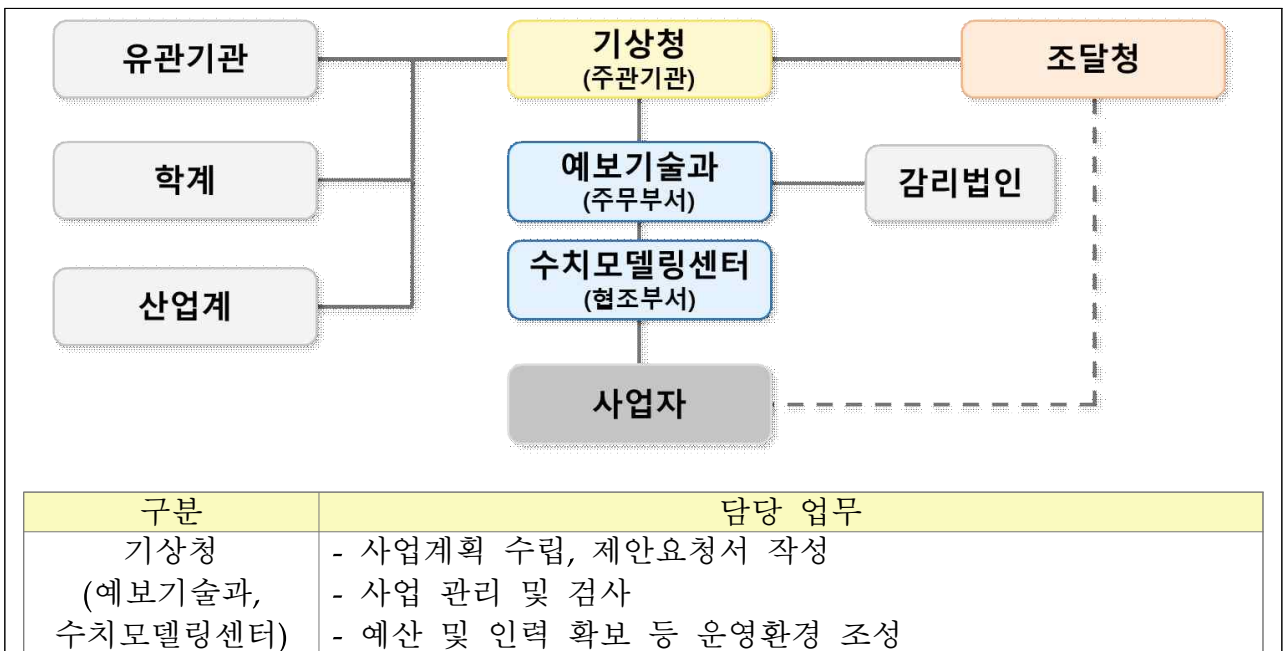 유관기관
기상청
(주관기관)
조달청
학계
예보기술과
(주무부서)
감리법인
산업계
수치모델링센터
(협조부서)
사업자
구분
담당 업무
기상청
(예보기술과,
수치모델링센터)
- 사업계획 수립, 제안요청서 작성
- 사업 관리 및 검사
- 예산 및 인력 확보 등 운영환경 조성